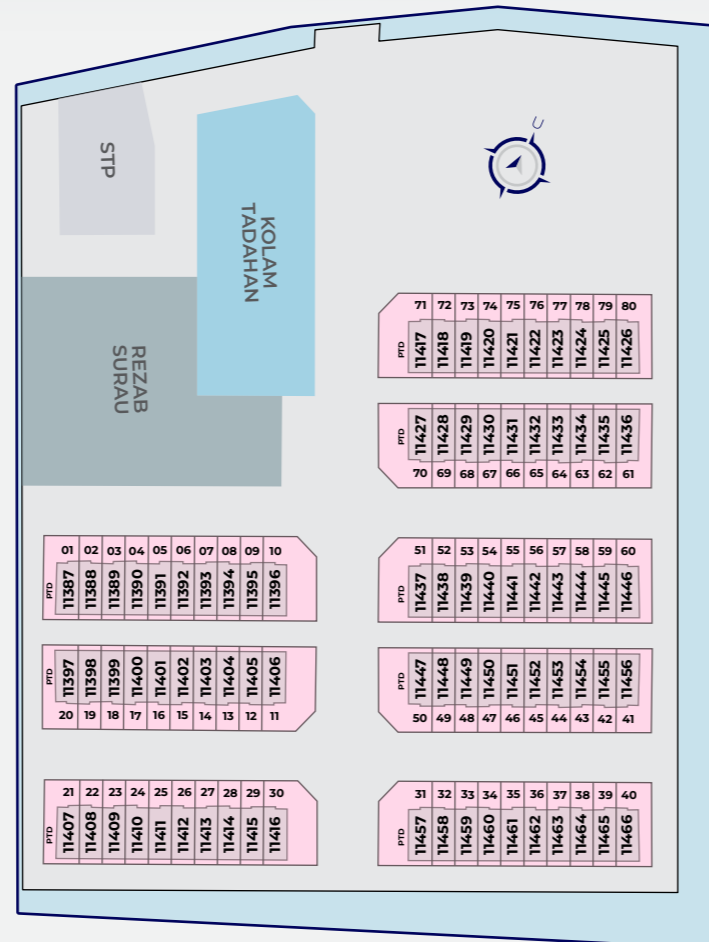 U
STP
KOLAM
TADAHAN
REZAB
SURAU
71 72 73 74 75 76 77 78 79 80
PTD 11417 11418 11419 11420 11421 11422 11423 11424 11425 11426
PTD 11427 11428 11429 11430 11431 11432 11433 11434 11435 11436
70 69 68 67 66 65 64 63 62 61
01 02 03 04 05 06 07 08 09 10
PTD 11387 11388 11389 11390 11391 11392 11393 11394 11395 11396
51 52 53 54 55 56 57 58 59 60
PTD 11437 11438 11439 11440 11441 11442 11443 11444 11445 11446
PTD 11397 11398 11399 11400 11401 11402 11403 11404 11405 11406
20 19 18 17 16 15 14 13 12 11
PTD 11447 11448 11449 11450 11451 11452 11453 11454 11455 11456
50 49 48 47 46 45 44 43 42 41
21 22 23 24 25 26 27 28 29 30
PTD 11407 11408 11409 11410 11411 11412 11413 11414 11415 11416
31 32 33 34 35 36 37 38 39 40
PTD 11457 11458 11459 11460 11461 11462 11463 11464 11465 11466